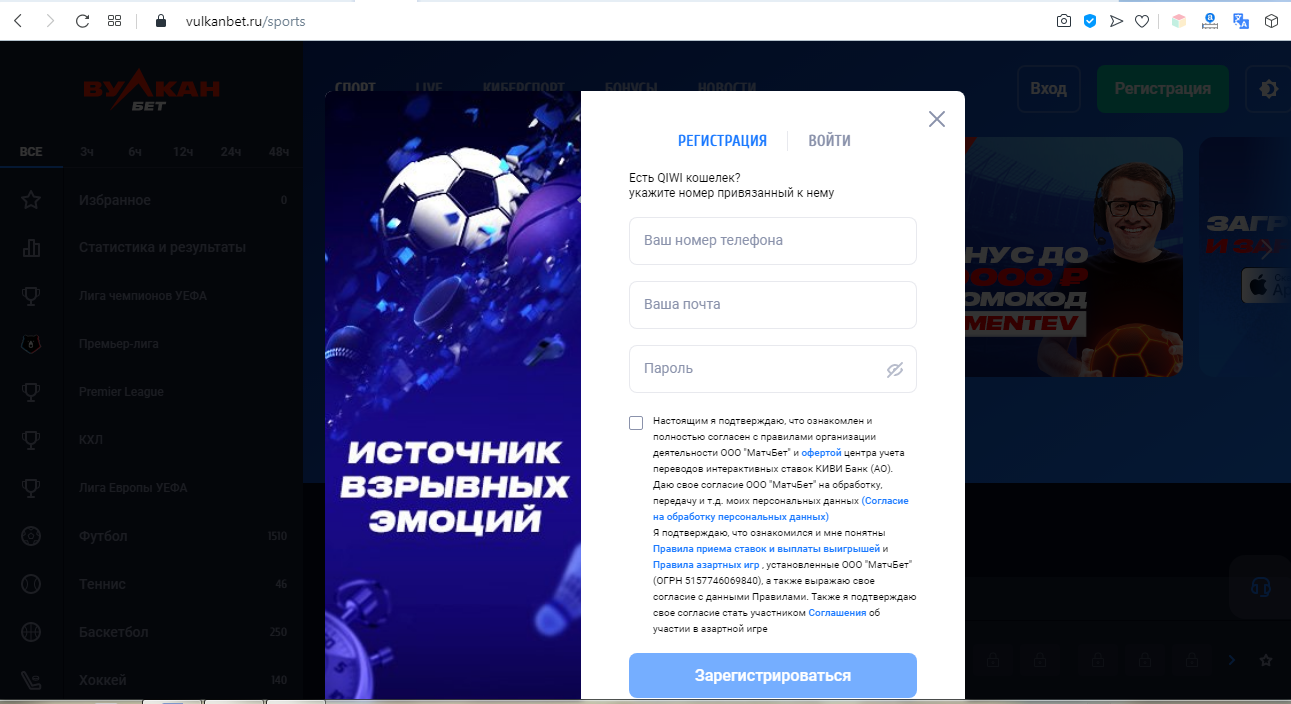 vulkanbet.ru/sports
ВУЛКАН
БЕТ
СПОРТ LIVE КИБЕРСПОРТ БОНУСЫ НОВОСТИ
Вход
Регистрация
ВСЕ 3ч 6ч 12ч 24ч 48ч
Избранное 0
Статистика и результаты
Лига чемпионов УЕФА
Премьер-лига
Premier League
КХЛ
Лига Европы УЕФА
Футбол 1510
Теннис 46
Баскетбол 250
Хоккей 140
ИСТОЧНИК
ВЗРЫВНЫХ
ЭМОЦИЙ
РЕГИСТРАЦИЯ ВОЙТИ
Есть QIWI кошелек?
укажите номер привязанный к нему
Ваш номер телефона
Ваша почта
Пароль
Настоящим я подтверждаю, что ознакомлен и
полностью согласен с правилами организации
деятельности ООО "МатчБет" и офертой центра учета
переводов интерактивных ставок КИВИ Банк (АО).
Даю свое согласие ООО "МатчБет" на обработку,
передачу и т.д. моих персональных данных (Согласие
на обработку персональных данных)
Я подтверждаю, что ознакомился и мне понятны
Правила приема ставок и выплаты выигрышей и
Правила азартных игр , установленные ООО "МатчБет"
(ОГРН 5157746069840), а также выражаю свое
согласие с данными Правилами. Также я подтверждаю
свое согласие стать участником Соглашения об
участии в азартной игре
Зарегистрироваться
НУС ДО
000 ₽
ОМОКОД
MENTEV
ЗАГР
И ЗА